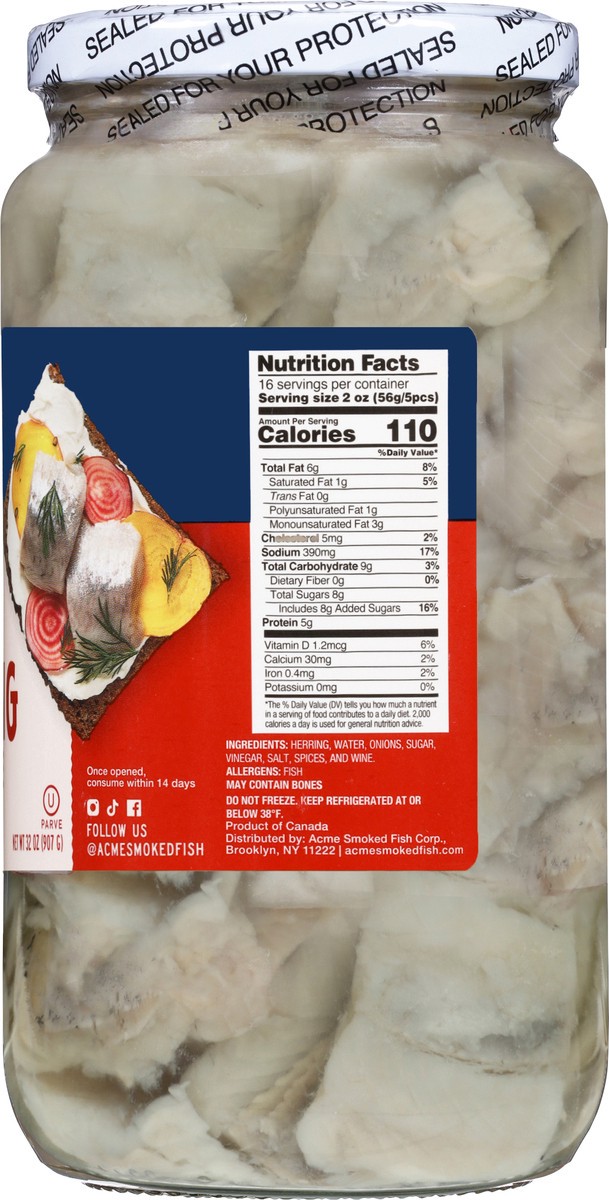 SEALED FOR YOUR PROTECTION
SEALED FOR YOUR PROTECTION
SEALED FOR YOUR PROTECTION
SEALED FOR YOUR PROTECTION
Nutrition Facts
16 servings per container
Serving size 2 oz (56g/5pcs)
Amount Per Serving
Calories 110
%Daily Value*
Total Fat 6g 8%
Saturated Fat 1g 5%
Trans Fat 0g
Polyunsaturated Fat 1g
Monounsaturated Fat 3g
Cholesterol 5mg 2%
Sodium 390mg 17%
Total Carbohydrate 9g 3%
Dietary Fiber 0g 0%
Total Sugars 8g
Includes 8g Added Sugars 16%
Protein 5g
Vitamin D 1.2mcg 6%
Calcium 30mg 2%
Iron 0.4mg 2%
Potassium 0mg 0%
*The % Daily Value (DV) tells you how much a nutrient
in a serving of food contributes to a daily diet. 2,000
calories a day is used for general nutrition advice.
G
INGREDIENTS: HERRING, WATER, ONIONS, SUGAR,
VINEGAR, SALT, SPICES, AND WINE.
ALLERGENS: FISH
MAY CONTAIN BONES
DO NOT FREEZE. KEEP REFRIGERATED AT OR
BELOW 38°F.
Product of Canada
Distributed by: Acme Smoked Fish Corp.,
Brooklyn, NY 11222 | acmesmokedfish.com
Once opened,
consume within 14 days
FOLLOW US
@ACMESMOKEDFISH
U
PARVE
NET WT 32 OZ (907 G)